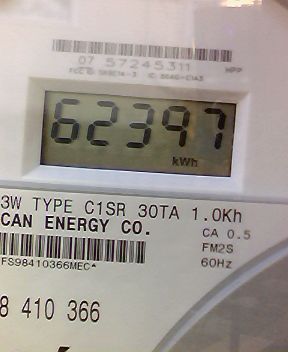 07 57245311
HPP
62397
kWh
3W TYPE C1SR 30TA 1.0Kh
CAN ENERGY CO.
CA 0.5
FM2S
60Hz
FS98410366MEC*
8 410 366